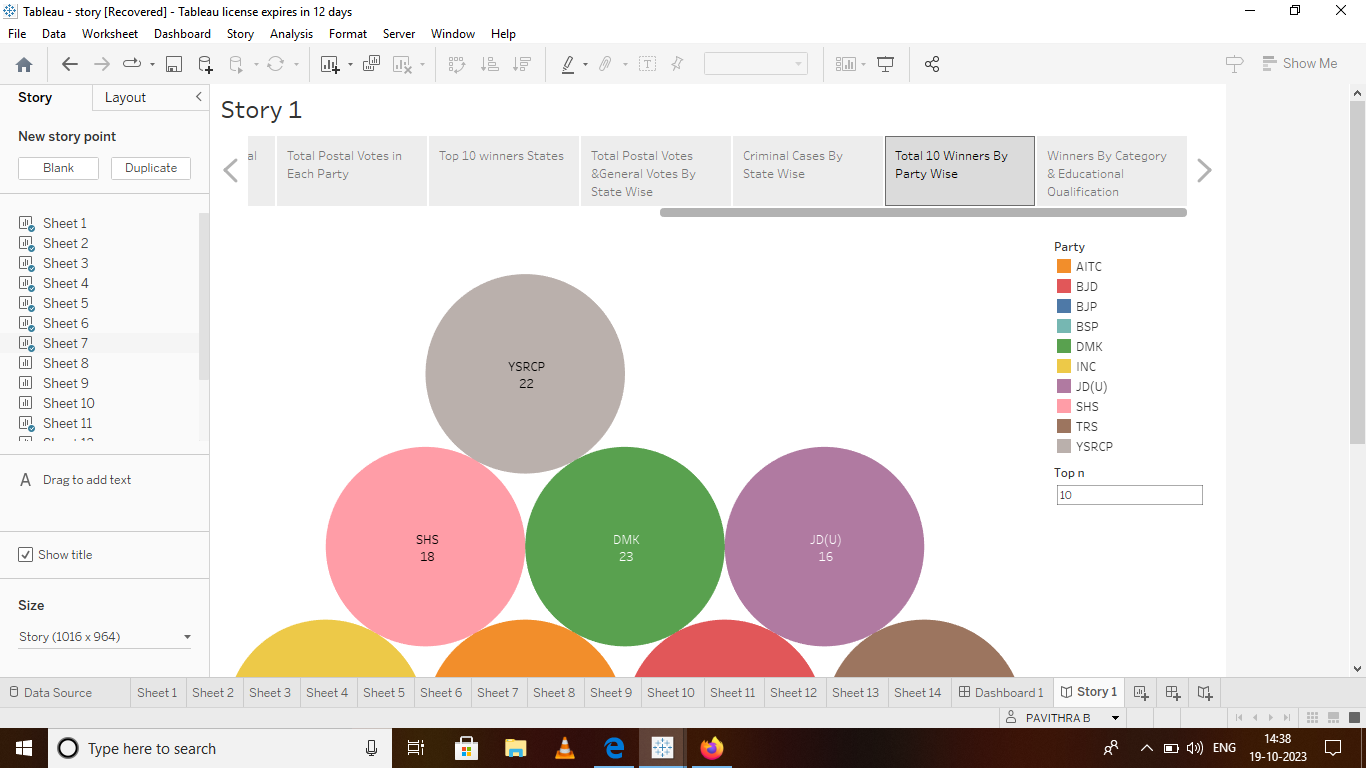 Tableau - story [Recovered] - Tableau license expires in 12 days
File Data Worksheet Dashboard Story Analysis Format Server Window Help
Show Me
Story Layout
New story point
Blank Duplicate
Sheet 1
Sheet 2
Sheet 3
Sheet 4
Sheet 5
Sheet 6
Sheet 7
Sheet 8
Sheet 9
Sheet 10
Sheet 11
Drag to add text
Show title
Size
Story (1016 x 964)
Story 1
al
Total Postal Votes in
Each Party
Top 10 winners States
Total Postal Votes
&General Votes By
State Wise
Criminal Cases By
State Wise
Total 10 Winners By
Party Wise
Winners By Category
& Educational
Qualification
YSRCP
22
SHS
18
DMK
23
JD(U)
16
Party
AITC
BJD
BJP
BSP
DMK
INC
JD(U)
SHS
TRS
YSRCP
Top n
10
Data Source Sheet 1 Sheet 2 Sheet 3 Sheet 4 Sheet 5 Sheet 6 Sheet 7 Sheet 8 Sheet 9 Sheet 10 Sheet 11 Sheet 12 Sheet 13 Sheet 14 Dashboard 1 Story 1
PAVITHRA B
Type here to search
ENG
14:38
19-10-2023